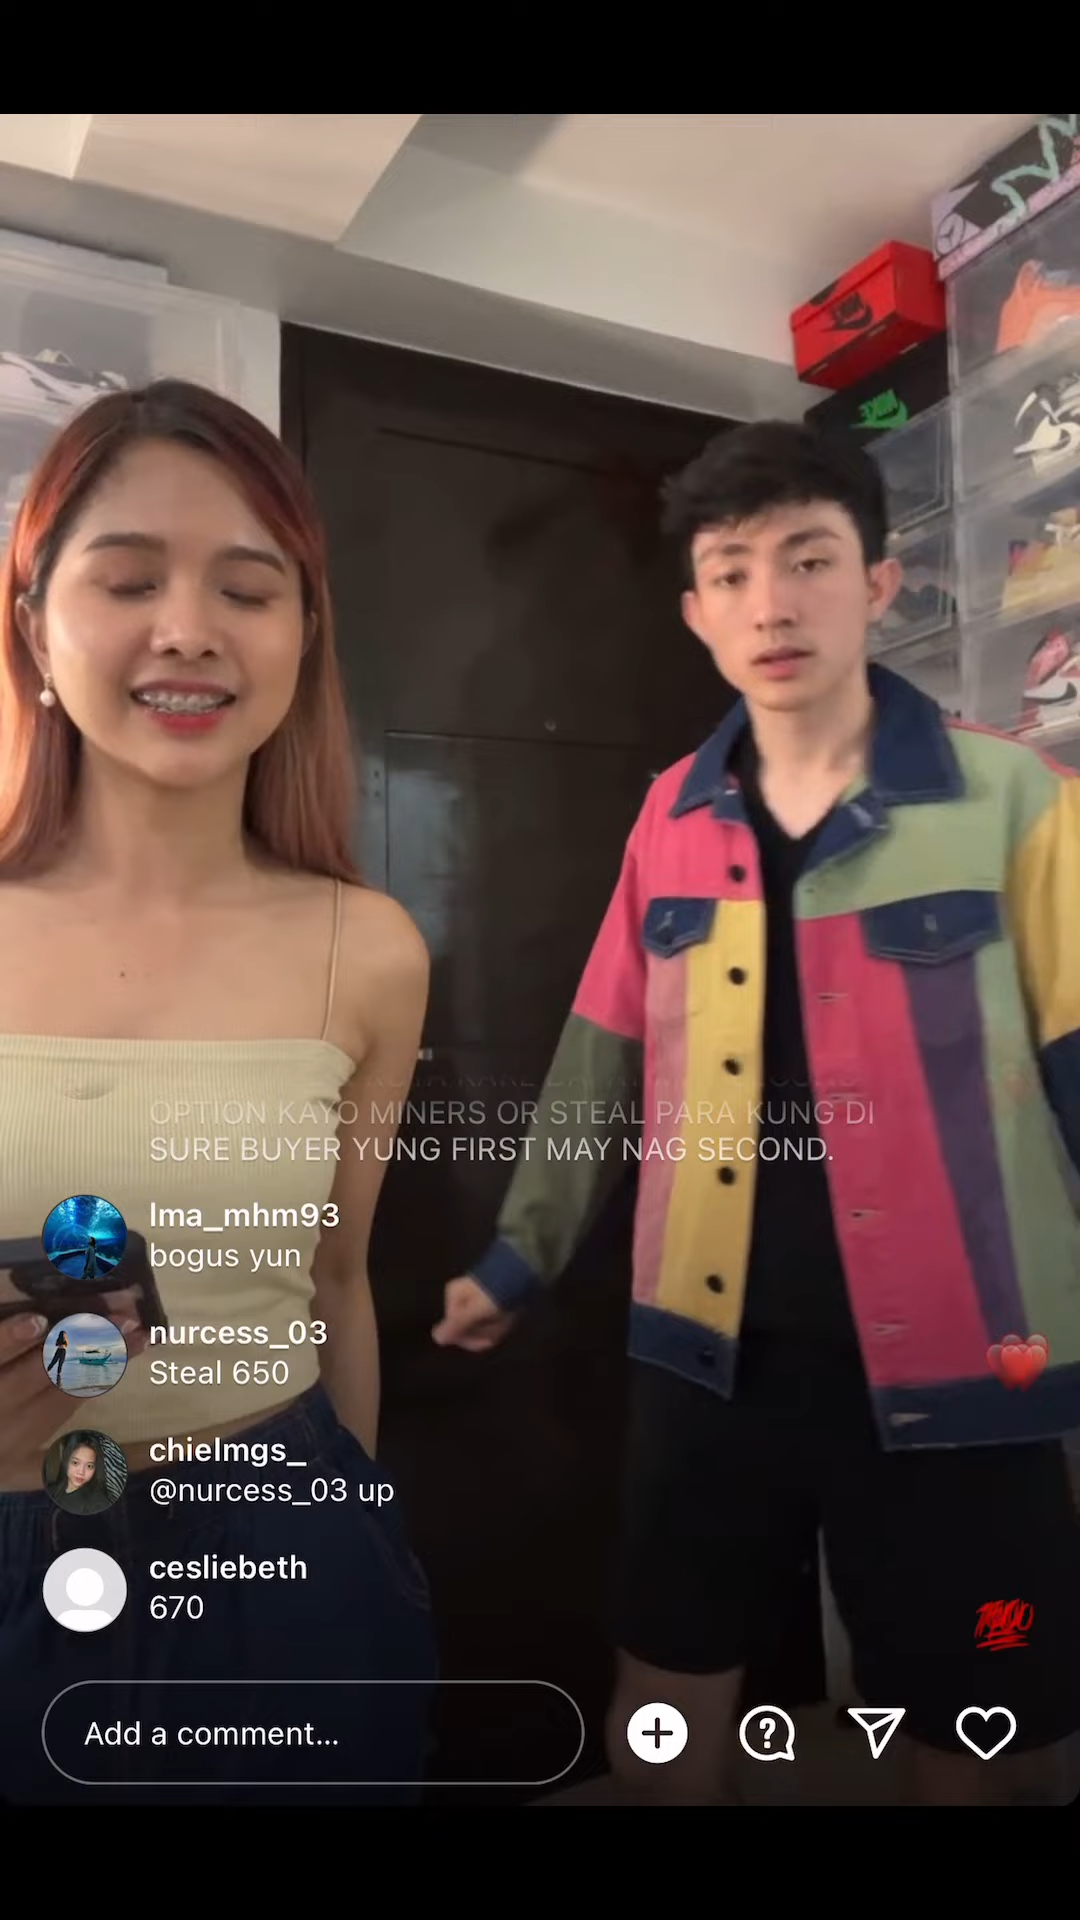 OPTION KAYO MINERS OR STEAL PARA KUNG DI
SURE BUYER YUNG FIRST MAY NAG SECOND.
lma_mhm93
bogus yun
nurcess_03
Steal 650
chielmgs_
@nurcess_03 up
cesliebeth
670
Add a comment...